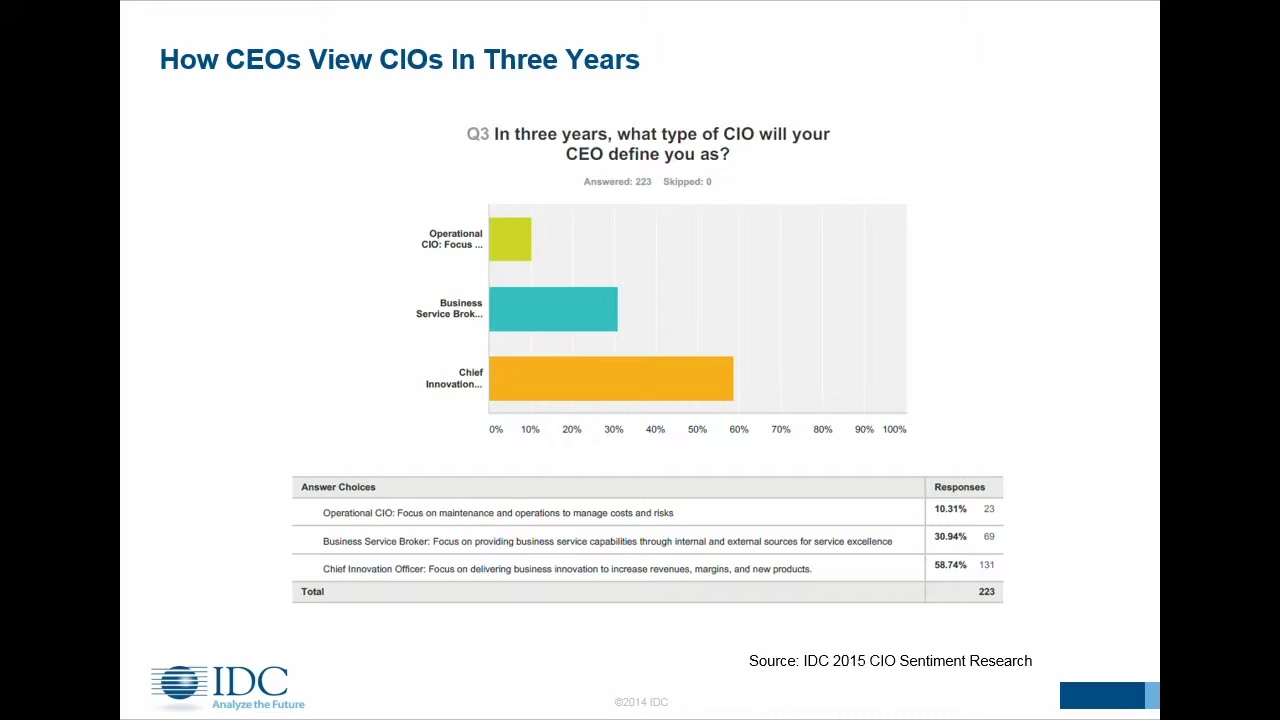 How CEOs View CIOs In Three Years
Q3 In three years, what type of CIO will your
CEO define you as?
Answered: 223 Skipped: 0
Operational
CIO: Focus ...
Business
Service Brok...
Chief
Innovation...
0% 10% 20% 30% 40% 50% 60% 70% 80% 90% 100%
Answer Choices Responses
Operational CIO: Focus on maintenance and operations to manage costs and risks 10.31% 23
Business Service Broker: Focus on providing business service capabilities through internal and external sources for service excellence 30.94% 69
Chief Innovation Officer: Focus on delivering business innovation to increase revenues, margins, and new products. 58.74% 131
Total 223
Source: IDC 2015 CIO Sentiment Research
IDC
Analyze the Future
©2014 IDC